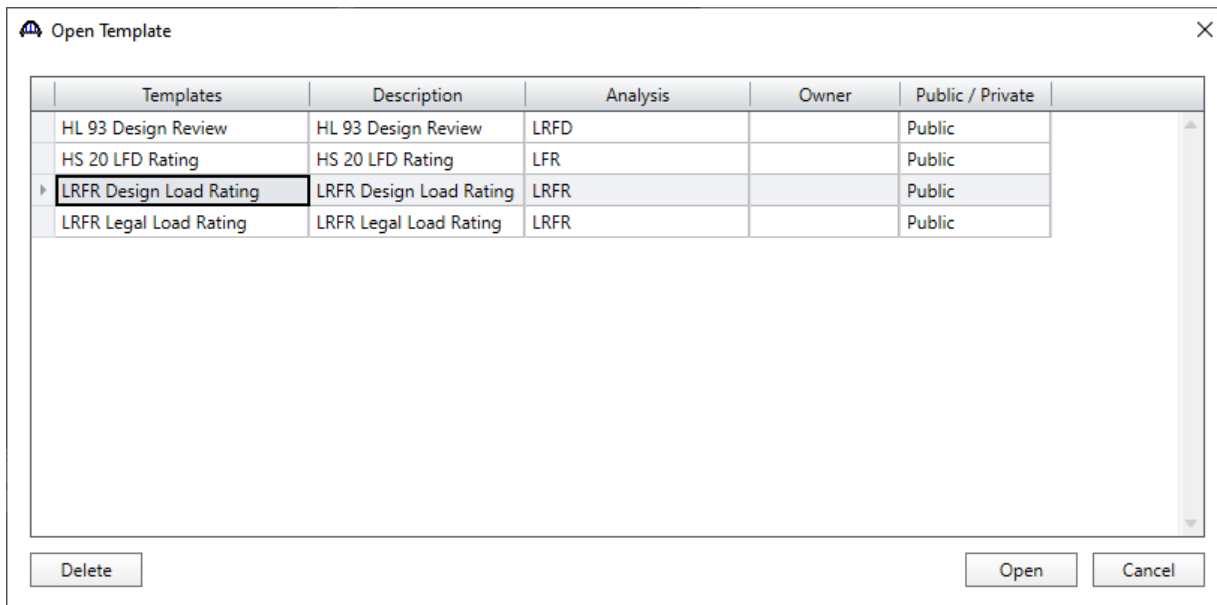 Open Template
Templates Description Analysis Owner Public / Private
HL 93 Design Review HL 93 Design Review LRFD Public
HS 20 LFD Rating HS 20 LFD Rating LFR Public
LRFR Design Load Rating LRFR Design Load Rating LRFR Public
LRFR Legal Load Rating LRFR Legal Load Rating LRFR Public
Delete Open Cancel